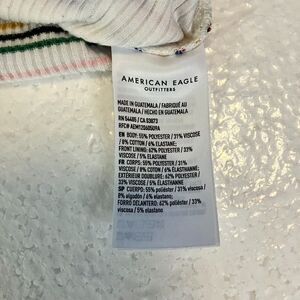 AMERICAN EAGLE
OUTFITTERS
MADE IN GUATEMALA / FABRIQUÉ AU
GUATEMALA / HECHO EN GUATEMALA
RN 54485 / CA 03873
RFC# AEM1206050U9A
EN BODY: 55% POLYESTER / 31% VISCOSE
/ 8% COTTON / 6% ELASTANE;
FRONT LINING: 62% POLYESTER / 33%
VISCOSE / 5% ELASTANE
FR CORPS: 55% POLYESTER / 31%
VISCOSE / 8% COTON / 6% ÉLASTHANNE;
EXTÉRIEUR DOUBLURE: 62% POLYESTER /
33% VISCOSE / 5% ÉLASTHANNE
SP CUERPO: 55% poliéster / 31% viscosa /
8% algodón / 6% elastano;
FORRO DELANTERO: 62% poliéster / 33%
viscosa / 5% elastano